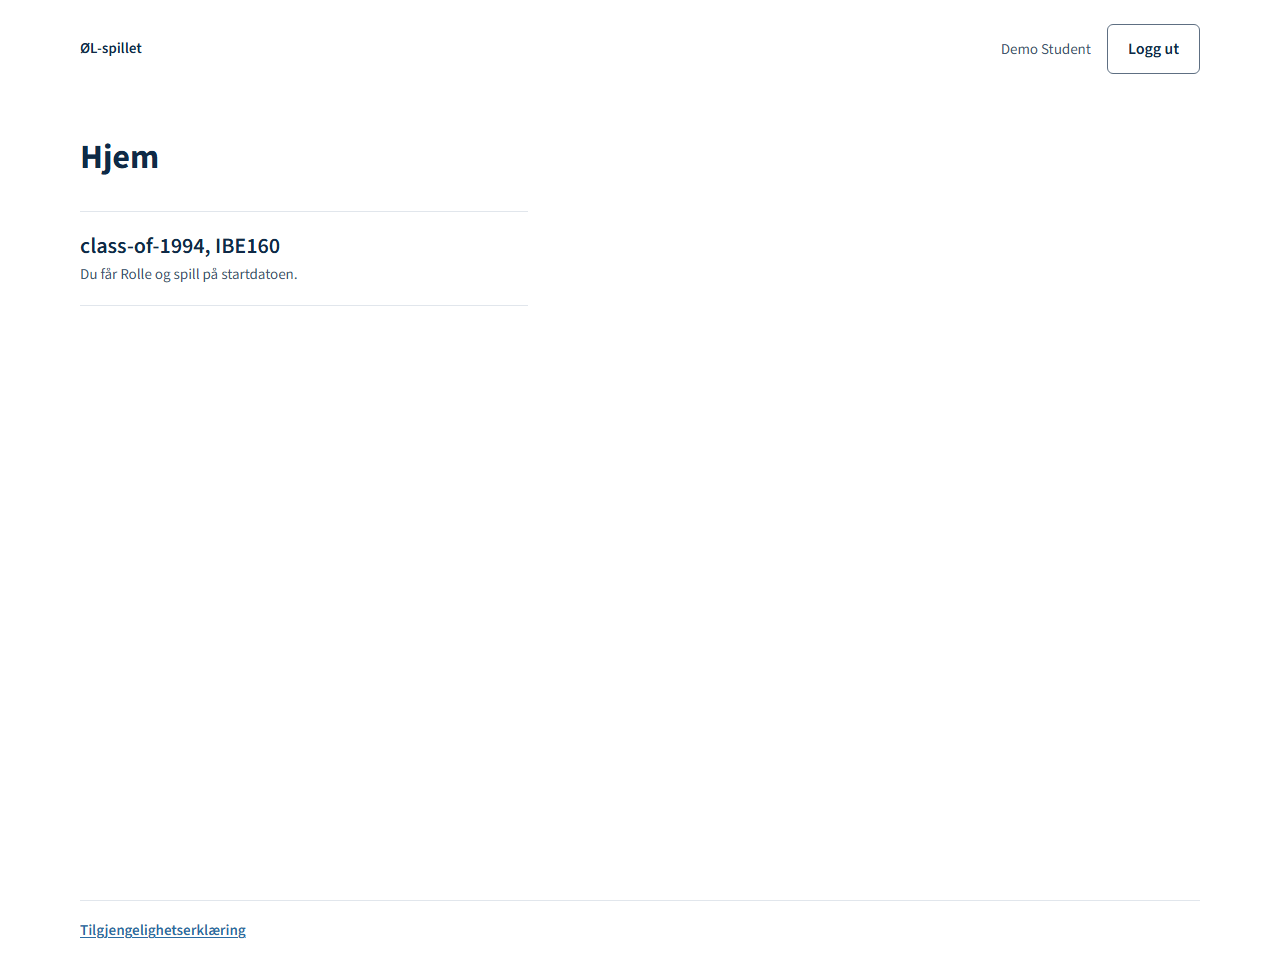 ØL-spillet
Demo Student
Logg ut
Hjem
class-of-1994, IBE160
Du får Rolle og spill på startdatoen.
Tilgjengelighetserklæring